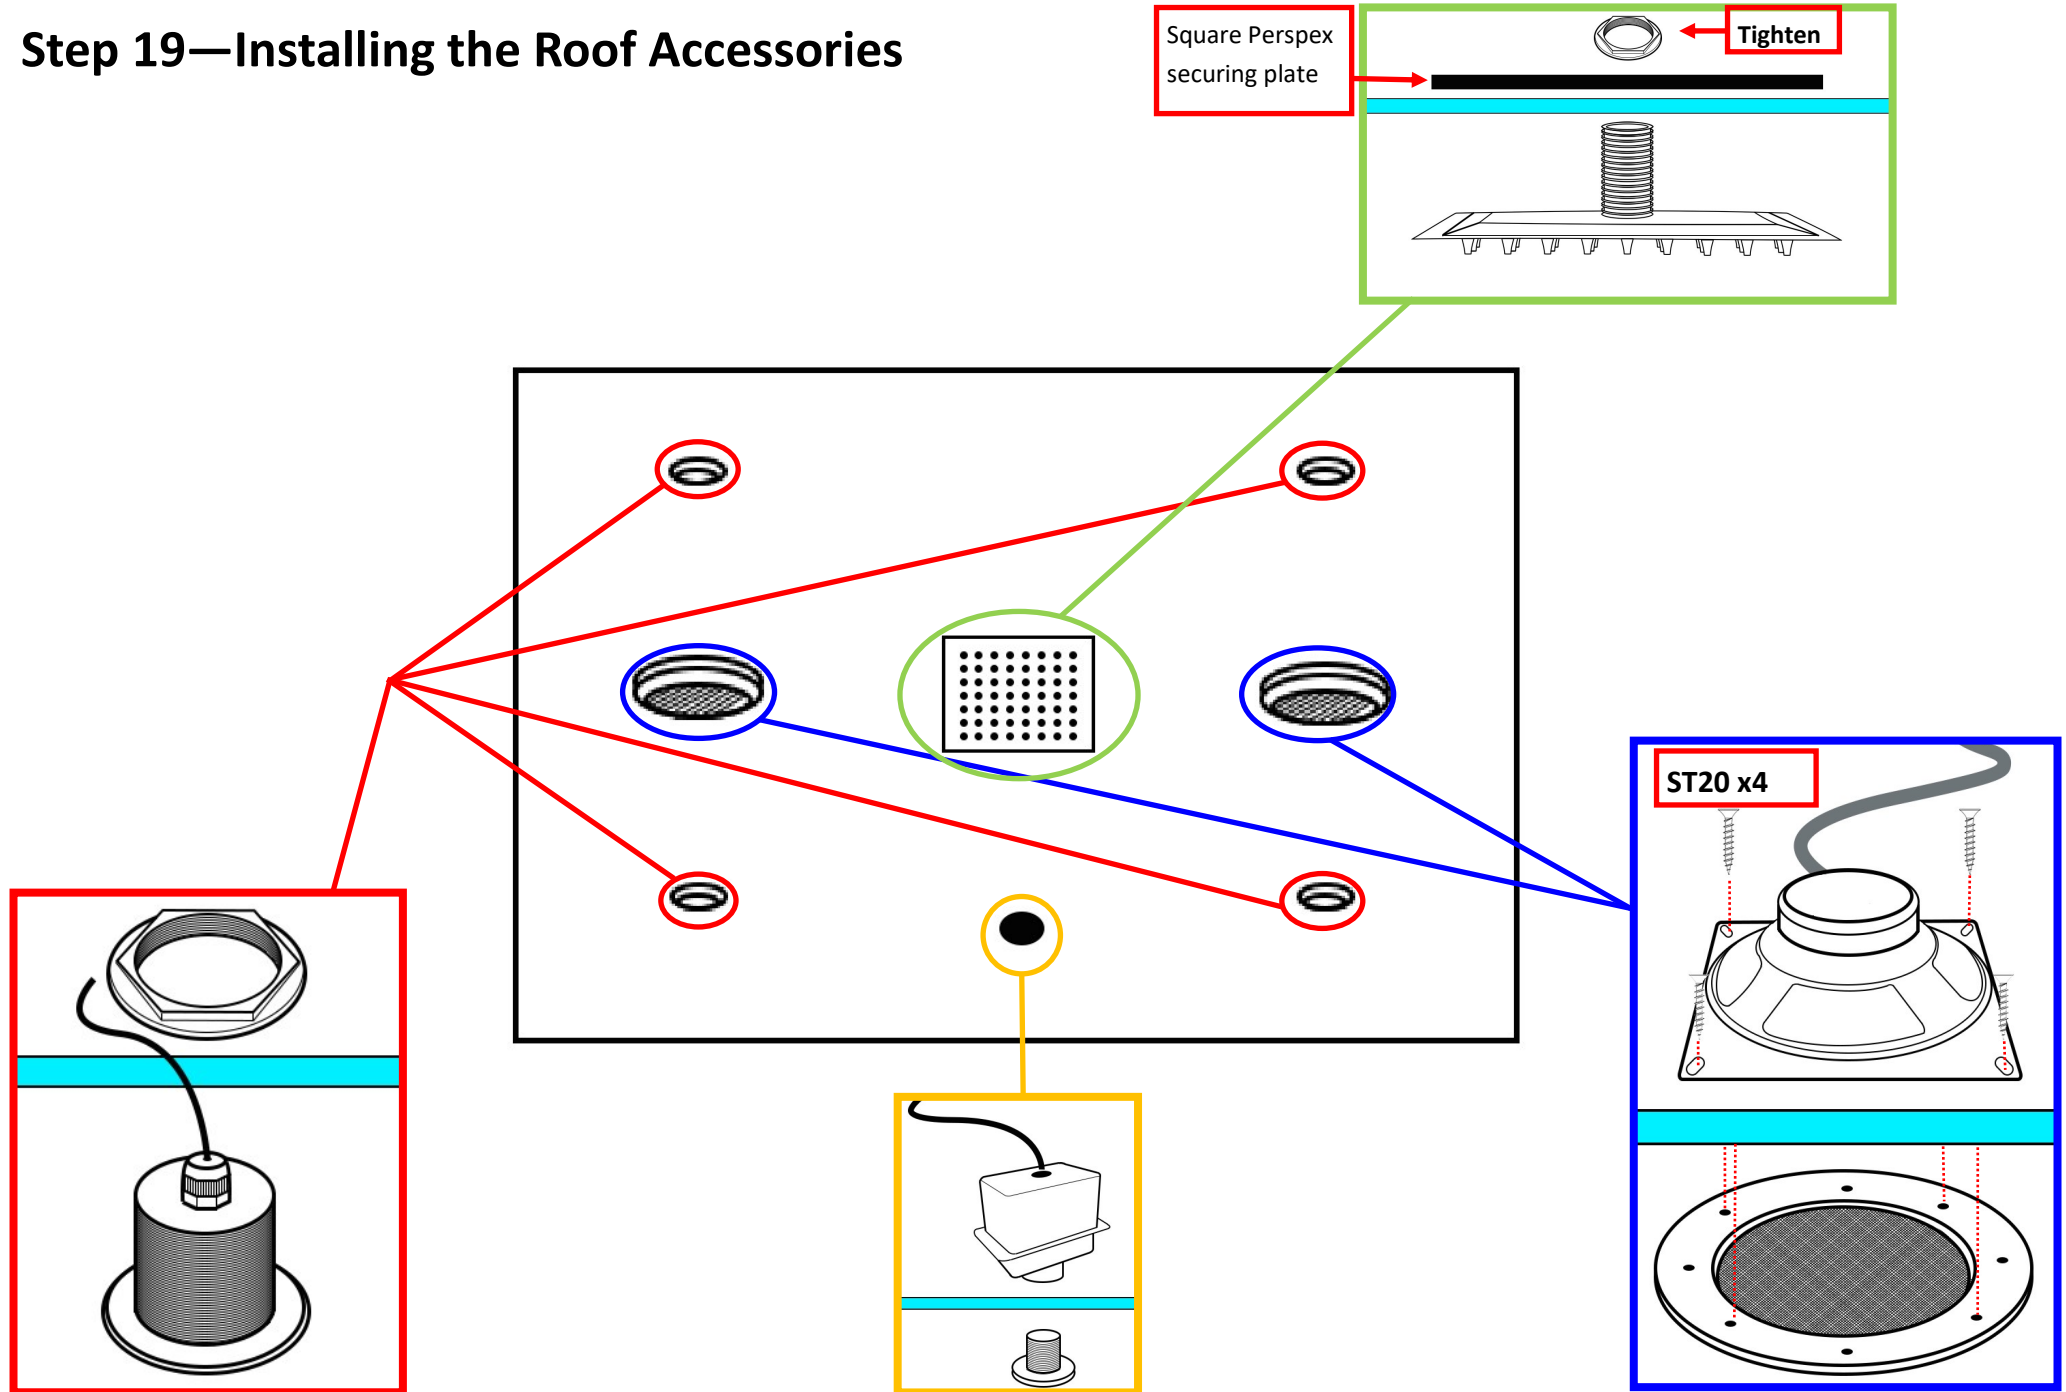 Step 19—Installing the Roof Accessories
Square Perspex
securing plate
Tighten
ST20 x4